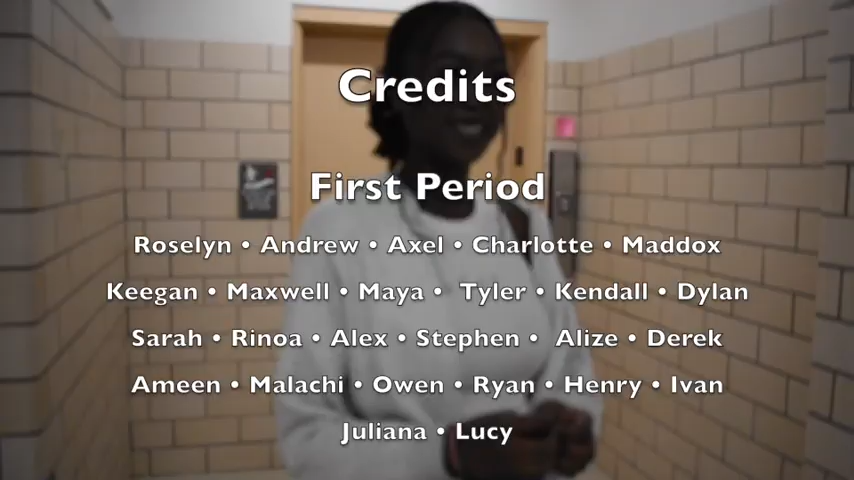 Credits
First Period
Roselyn • Andrew • Axel • Charlotte • Maddox
Keegan • Maxwell • Maya • Tyler • Kendall • Dylan
Sarah • Rinoa • Alex • Stephen • Alize • Derek
Ameen • Malachi • Owen • Ryan • Henry • Ivan
Juliana • Lucy